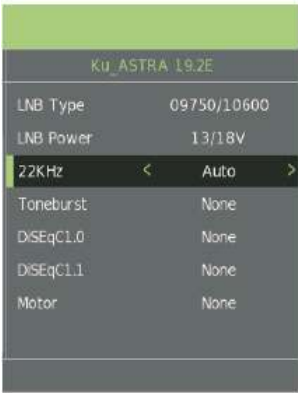 Ku_ASTRA 19.2E
LNB Type 09750/10600
LNB Power 13/18V
22KHz < Auto >
Toneburst None
DiSEqC1.0 None
DiSEqC1.1 None
Motor None